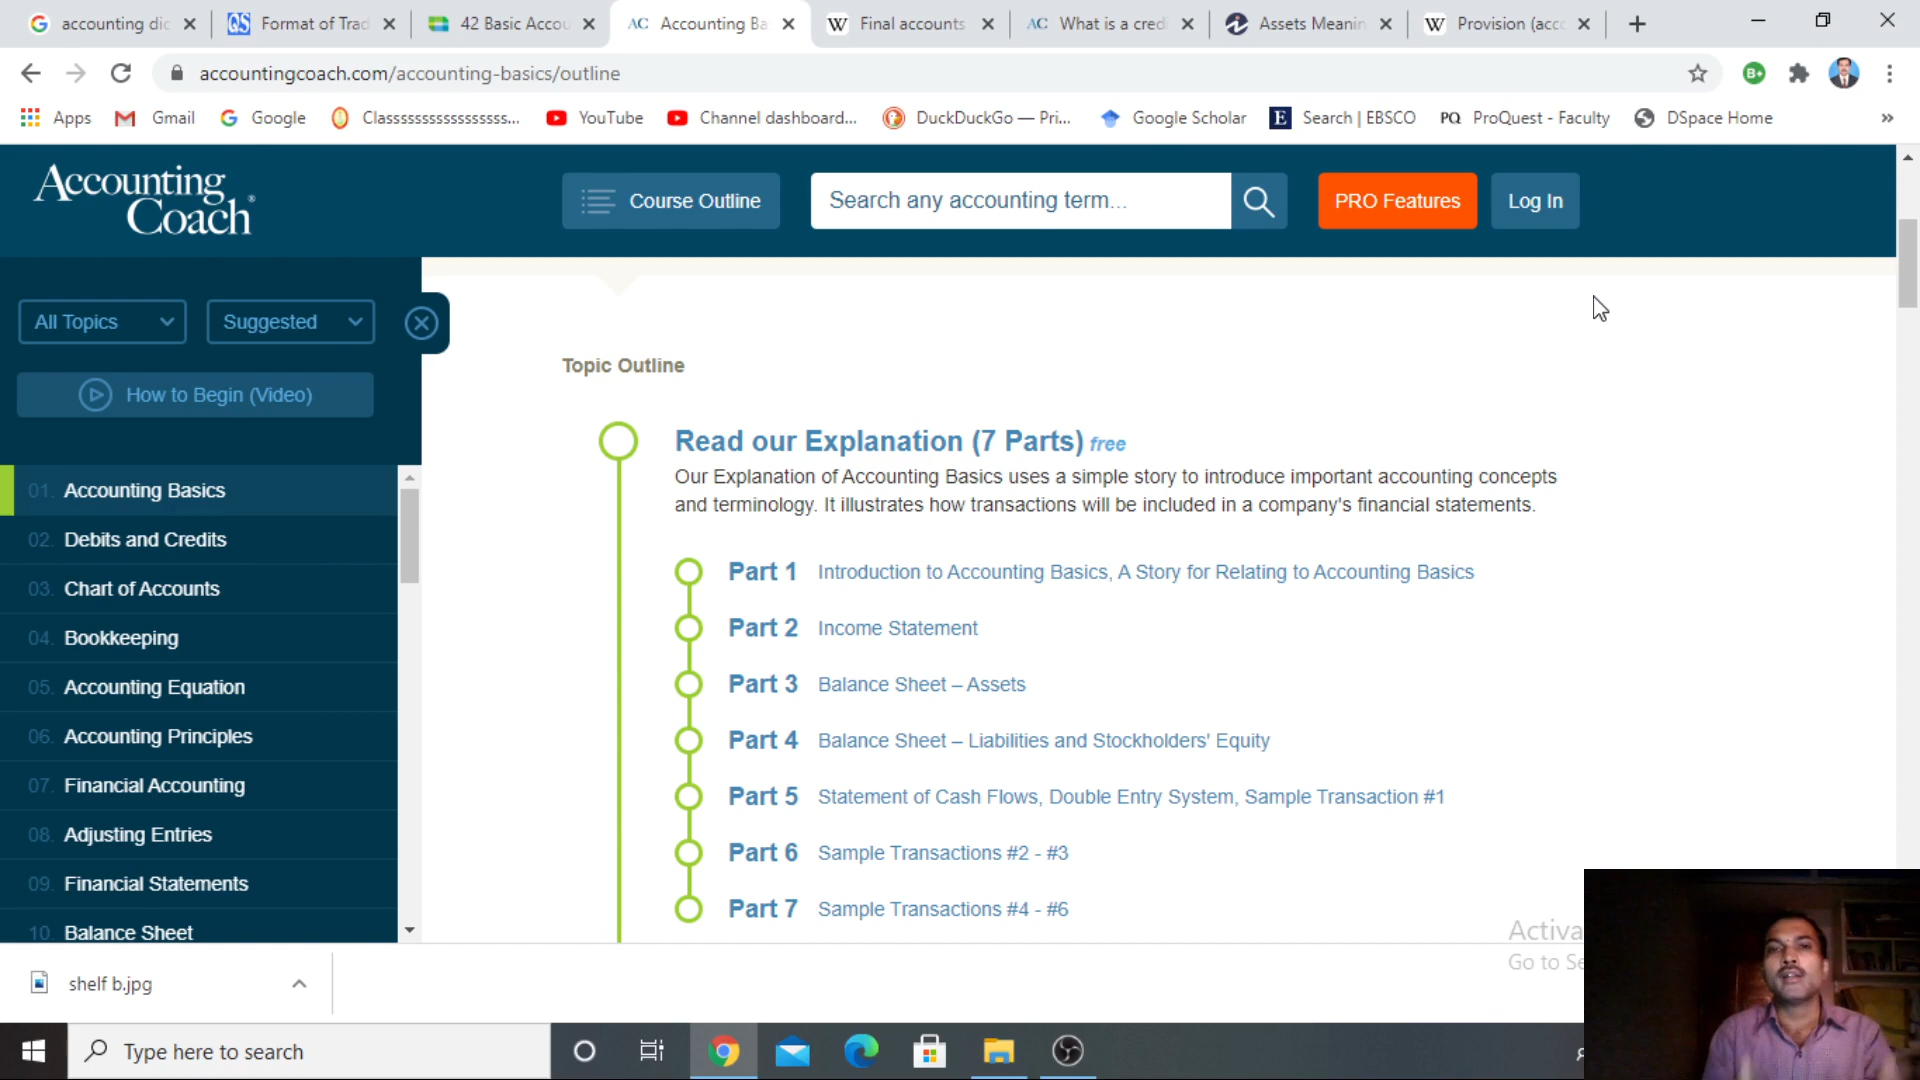 accounting dic
Format of Trad
42 Basic Accou
AC Accounting Ba
W Final accounts
AC What is a cred
Assets Meanin
W Provision (acco
accountingcoach.com/accounting-basics/outline
B+
Apps
Gmail
Google
Classssssssssssssssss...
YouTube
Channel dashboard...
DuckDuckGo — Pri...
Google Scholar
E Search | EBSCO
PQ ProQuest - Faculty
DSpace Home
»
Accounting
Coach®
Course Outline
Search any accounting term...
PRO Features
Log In
All Topics
Suggested
How to Begin (Video)
01. Accounting Basics
02. Debits and Credits
03. Chart of Accounts
04. Bookkeeping
05. Accounting Equation
06. Accounting Principles
07. Financial Accounting
08. Adjusting Entries
09. Financial Statements
10. Balance Sheet
Topic Outline
Read our Explanation (7 Parts) free
Our Explanation of Accounting Basics uses a simple story to introduce important accounting concepts
and terminology. It illustrates how transactions will be included in a company's financial statements.
Part 1 Introduction to Accounting Basics, A Story for Relating to Accounting Basics
Part 2 Income Statement
Part 3 Balance Sheet – Assets
Part 4 Balance Sheet – Liabilities and Stockholders' Equity
Part 5 Statement of Cash Flows, Double Entry System, Sample Transaction #1
Part 6 Sample Transactions #2 - #3
Part 7 Sample Transactions #4 - #6
Activa
Go to Se
shelf b.jpg
Type here to search